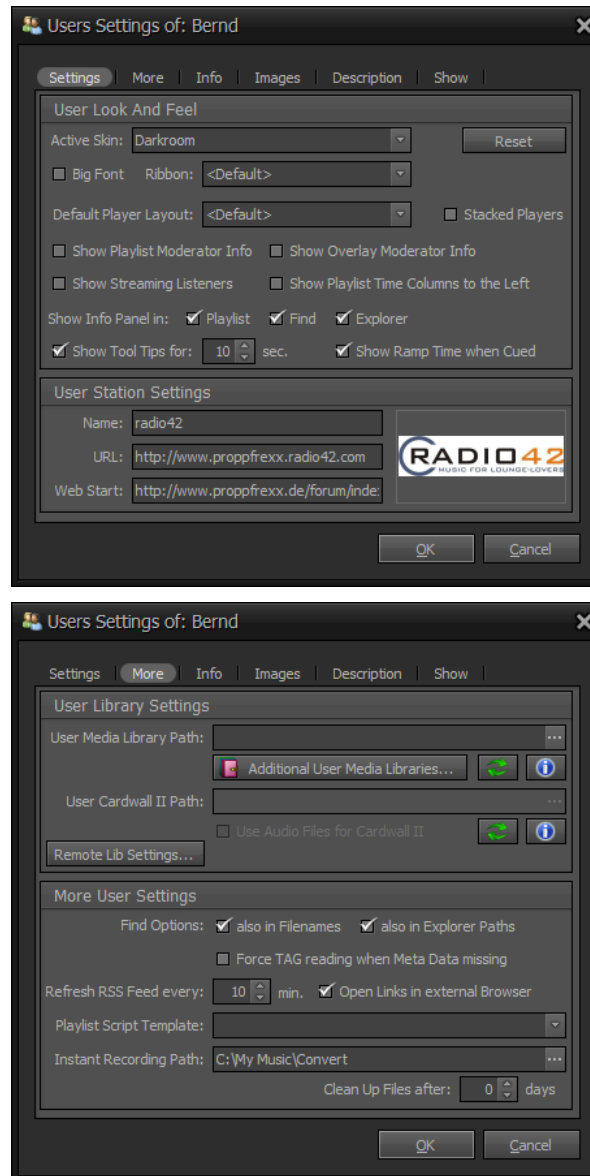 Users Settings of: Bernd
Settings More Info Images Description Show
User Look And Feel
Active Skin: Darkroom Reset
Big Font Ribbon: <Default>
Default Player Layout: <Default> Stacked Players
Show Playlist Moderator Info Show Overlay Moderator Info
Show Streaming Listeners Show Playlist Time Columns to the Left
Show Info Panel in: Playlist Find Explorer
Show Tool Tips for: 10 sec. Show Ramp Time when Cued
User Station Settings
Name: radio42
URL: http://www.proppfrexx.radio42.com
RADIO42
MUSIC FOR LOUNGE-LOVERS
Web Start: http://www.proppfrexx.de/forum/inde
OK Cancel
Users Settings of: Bernd
Settings More Info Images Description Show
User Library Settings
User Media Library Path: ...
Additional User Media Libraries...
User Cardwall II Path: ...
Use Audio Files for Cardwall II
Remote Lib Settings...
More User Settings
Find Options: also in Filenames also in Explorer Paths
Force TAG reading when Meta Data missing
Refresh RSS Feed every: 10 min. Open Links in external Browser
Playlist Script Template:
Instant Recording Path: C:\My Music\Convert ...
Clean Up Files after: 0 days
OK Cancel